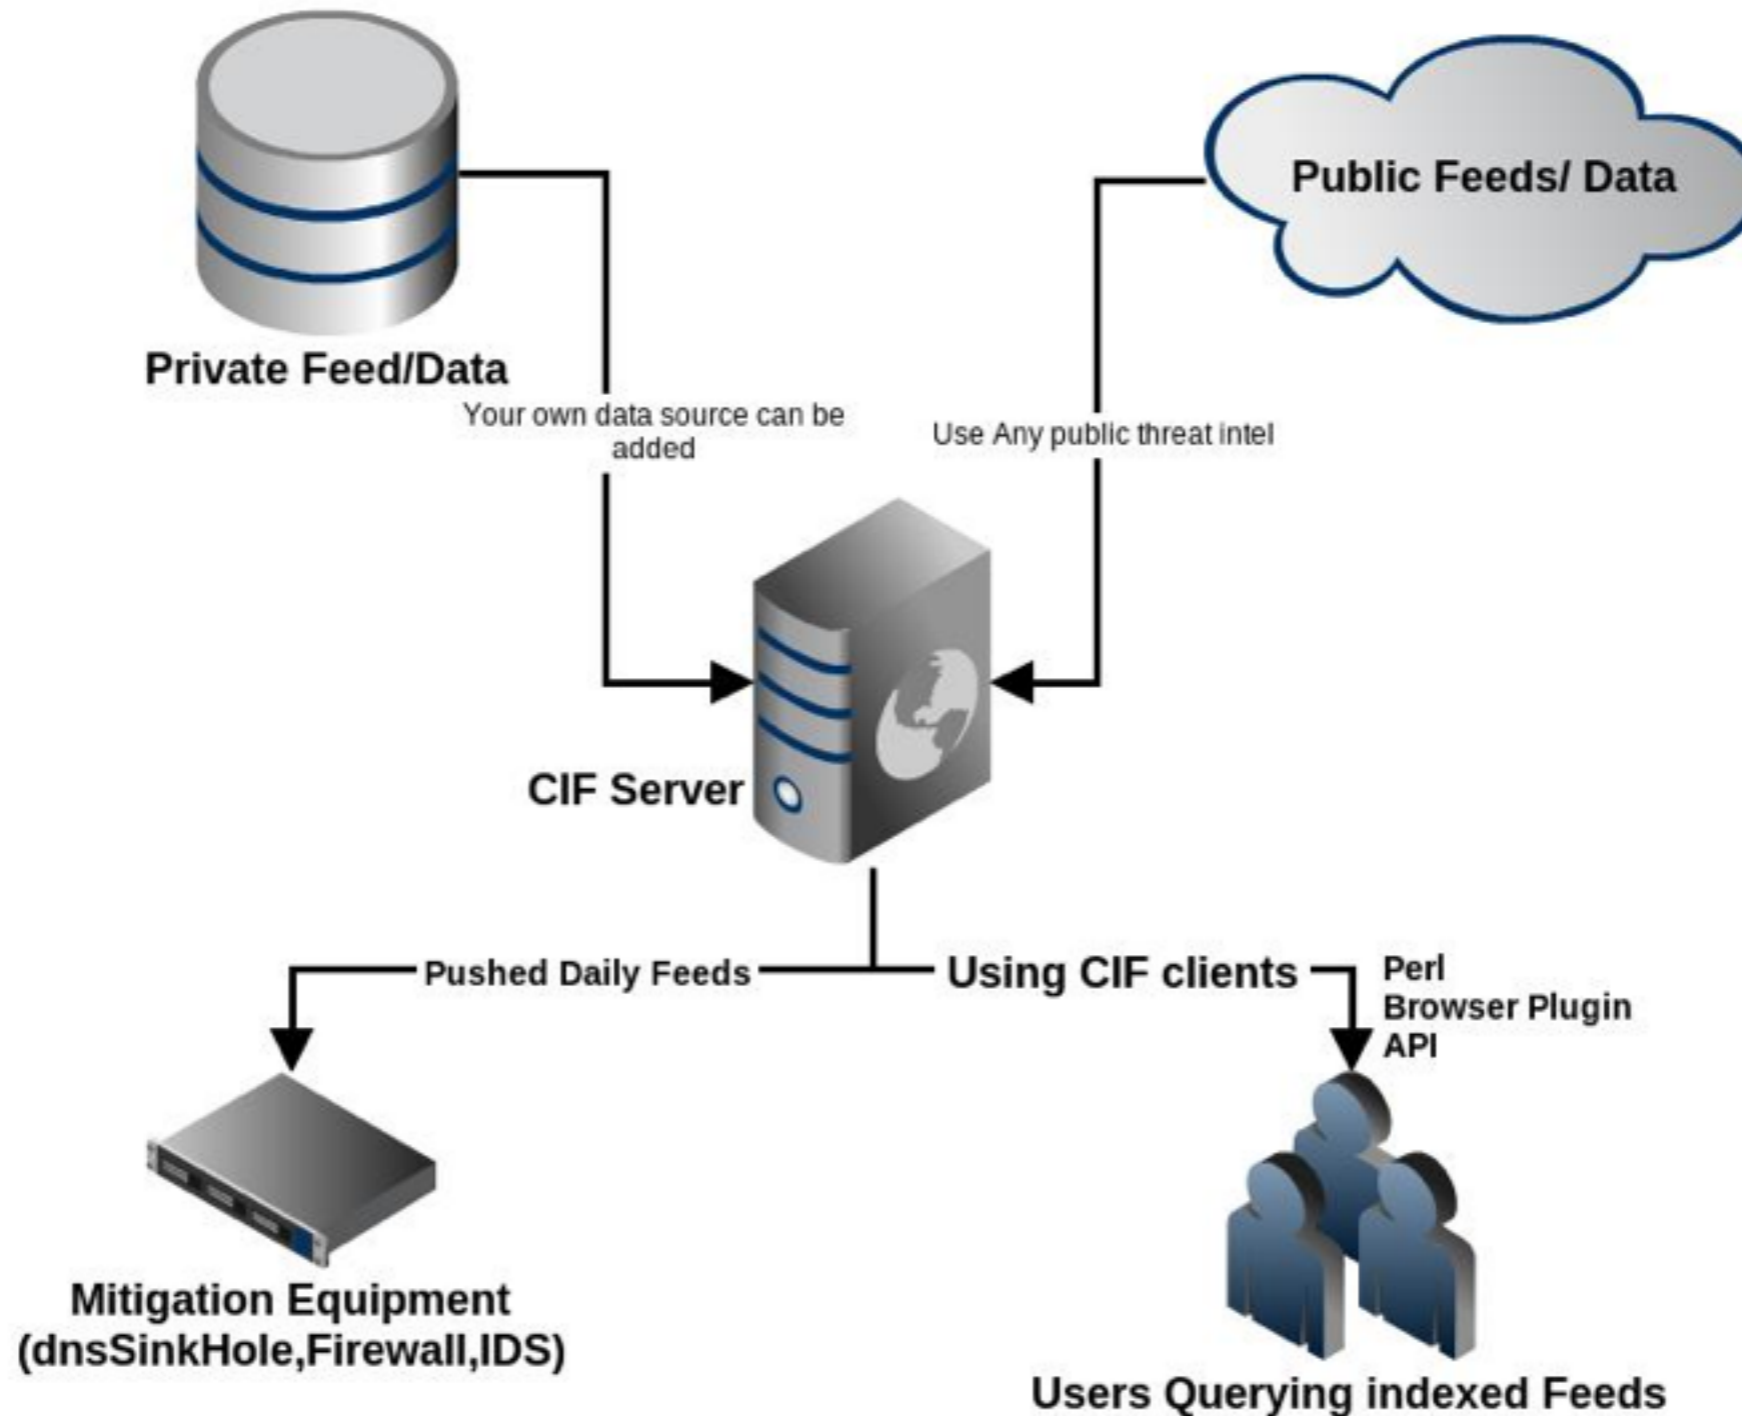 Public Feeds/ Data
Private Feed/Data
Your own data source can be
added
Use Any public threat intel
CIF Server
Pushed Daily Feeds
Using CIF clients
Perl
Browser Plugin
API
Mitigation Equipment
(dnsSinkHole,Firewall,IDS)
Users Querying indexed Feeds